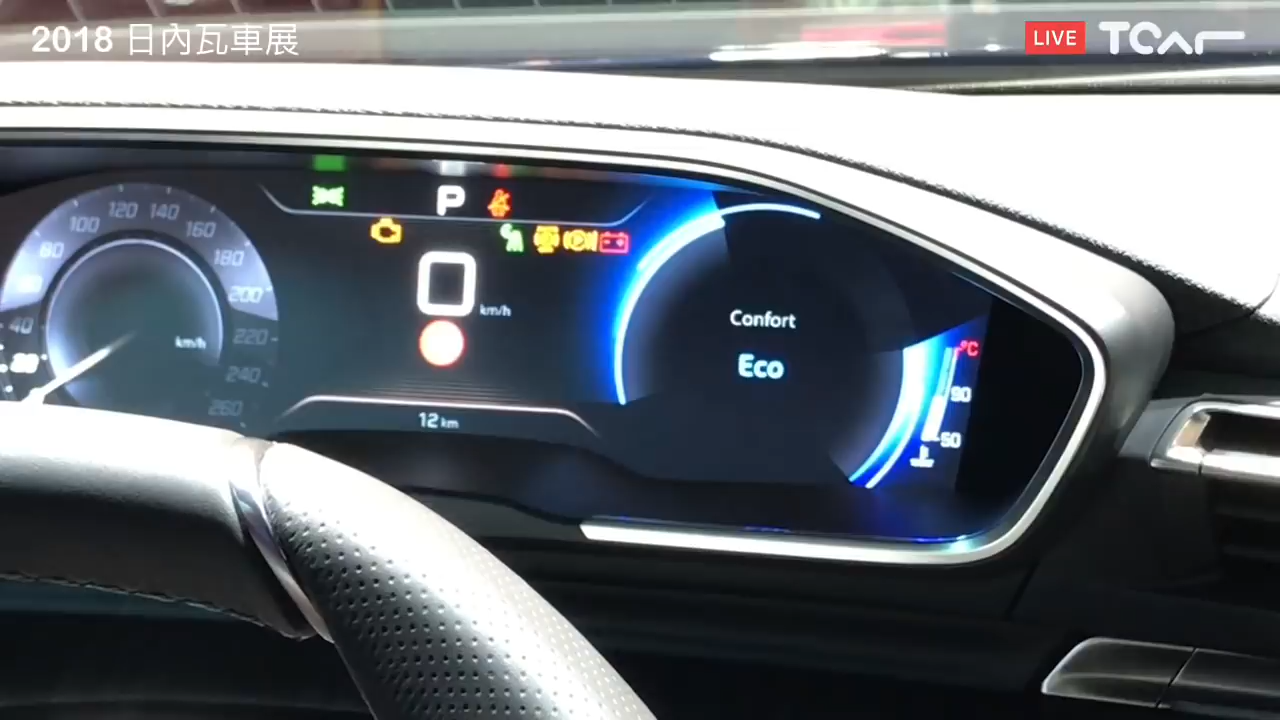 2018 日內瓦車展
LIVE TCAr
P
100 120 140
80 160
180
200
40 220
20 km/h 240
260
0 km/h
12 km
Confort
Eco
°C
90
50